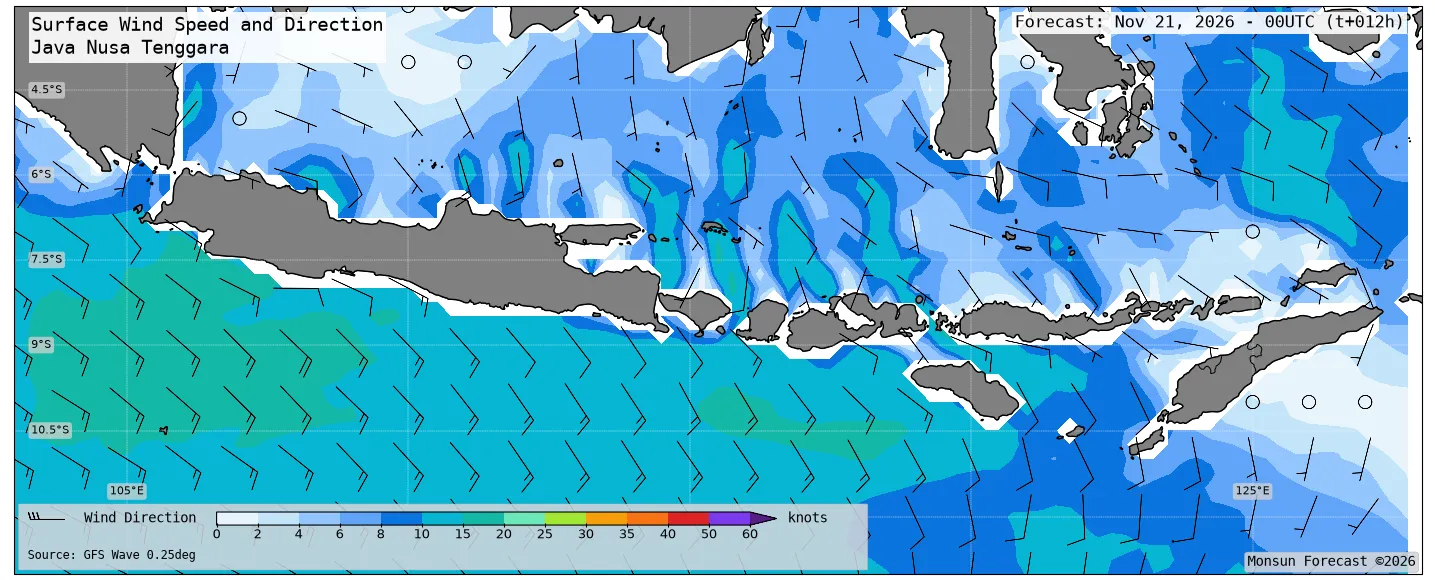 Surface Wind Speed and Direction
Java Nusa Tenggara
Forecast: Nov 21, 2026 - 00UTC (t+012h)
4.5°S
6°S
7.5°S
9°S
10.5°S
105°E
125°E
Wind Direction
0 2 4 6 8 10 15 20 25 30 35 40 50 60
knots
Source: GFS Wave 0.25deg
Monsun Forecast ©2026